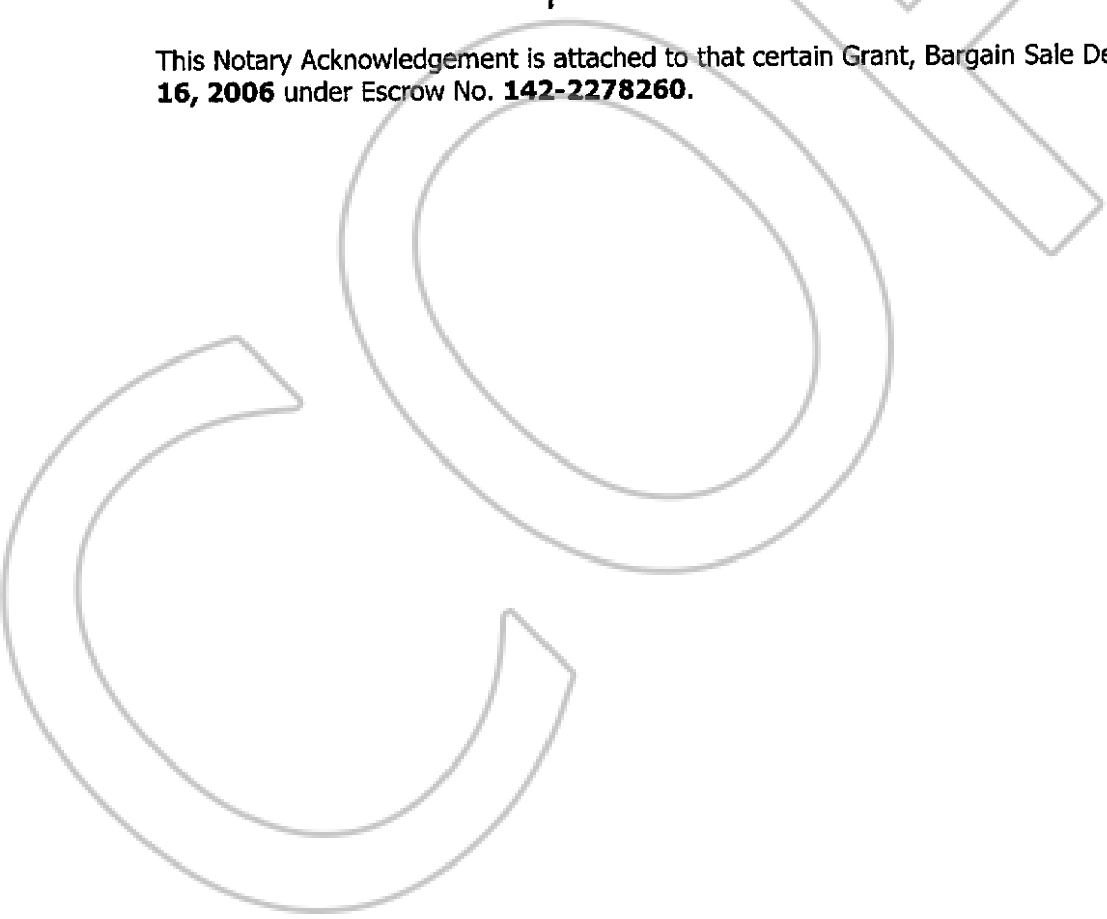 This Notary Acknowledgement is attached to that certain Grant, Bargain Sale De
16, 2006 under Escrow No. 142-2278260.
CO